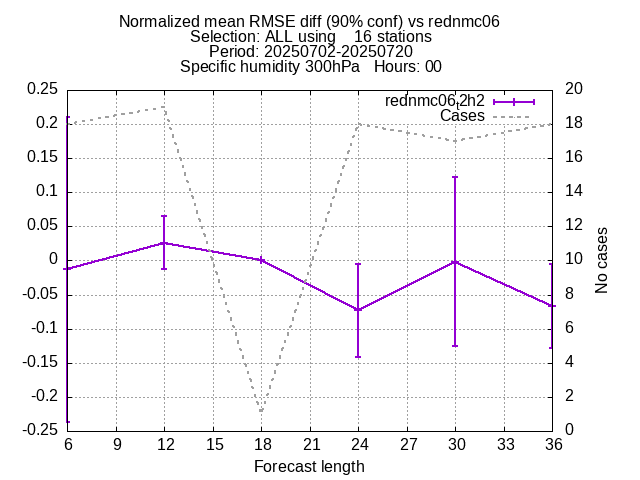 Normalized mean RMSE diff (90% conf) vs rednmc06
Selection: ALL using    16 stations
Period: 20250702-20250720
Specific humidity 300hPa   Hours: 00
rednmc06,2h2
Cases
0.25
0.2
0.15
0.1
0.05
0
-0.05
-0.1
-0.15
-0.2
-0.25
20
18
16
14
12
10
8
6
4
2
0
No cases
6 9 12 15 18 21 24 27 30 33 36
Forecast length